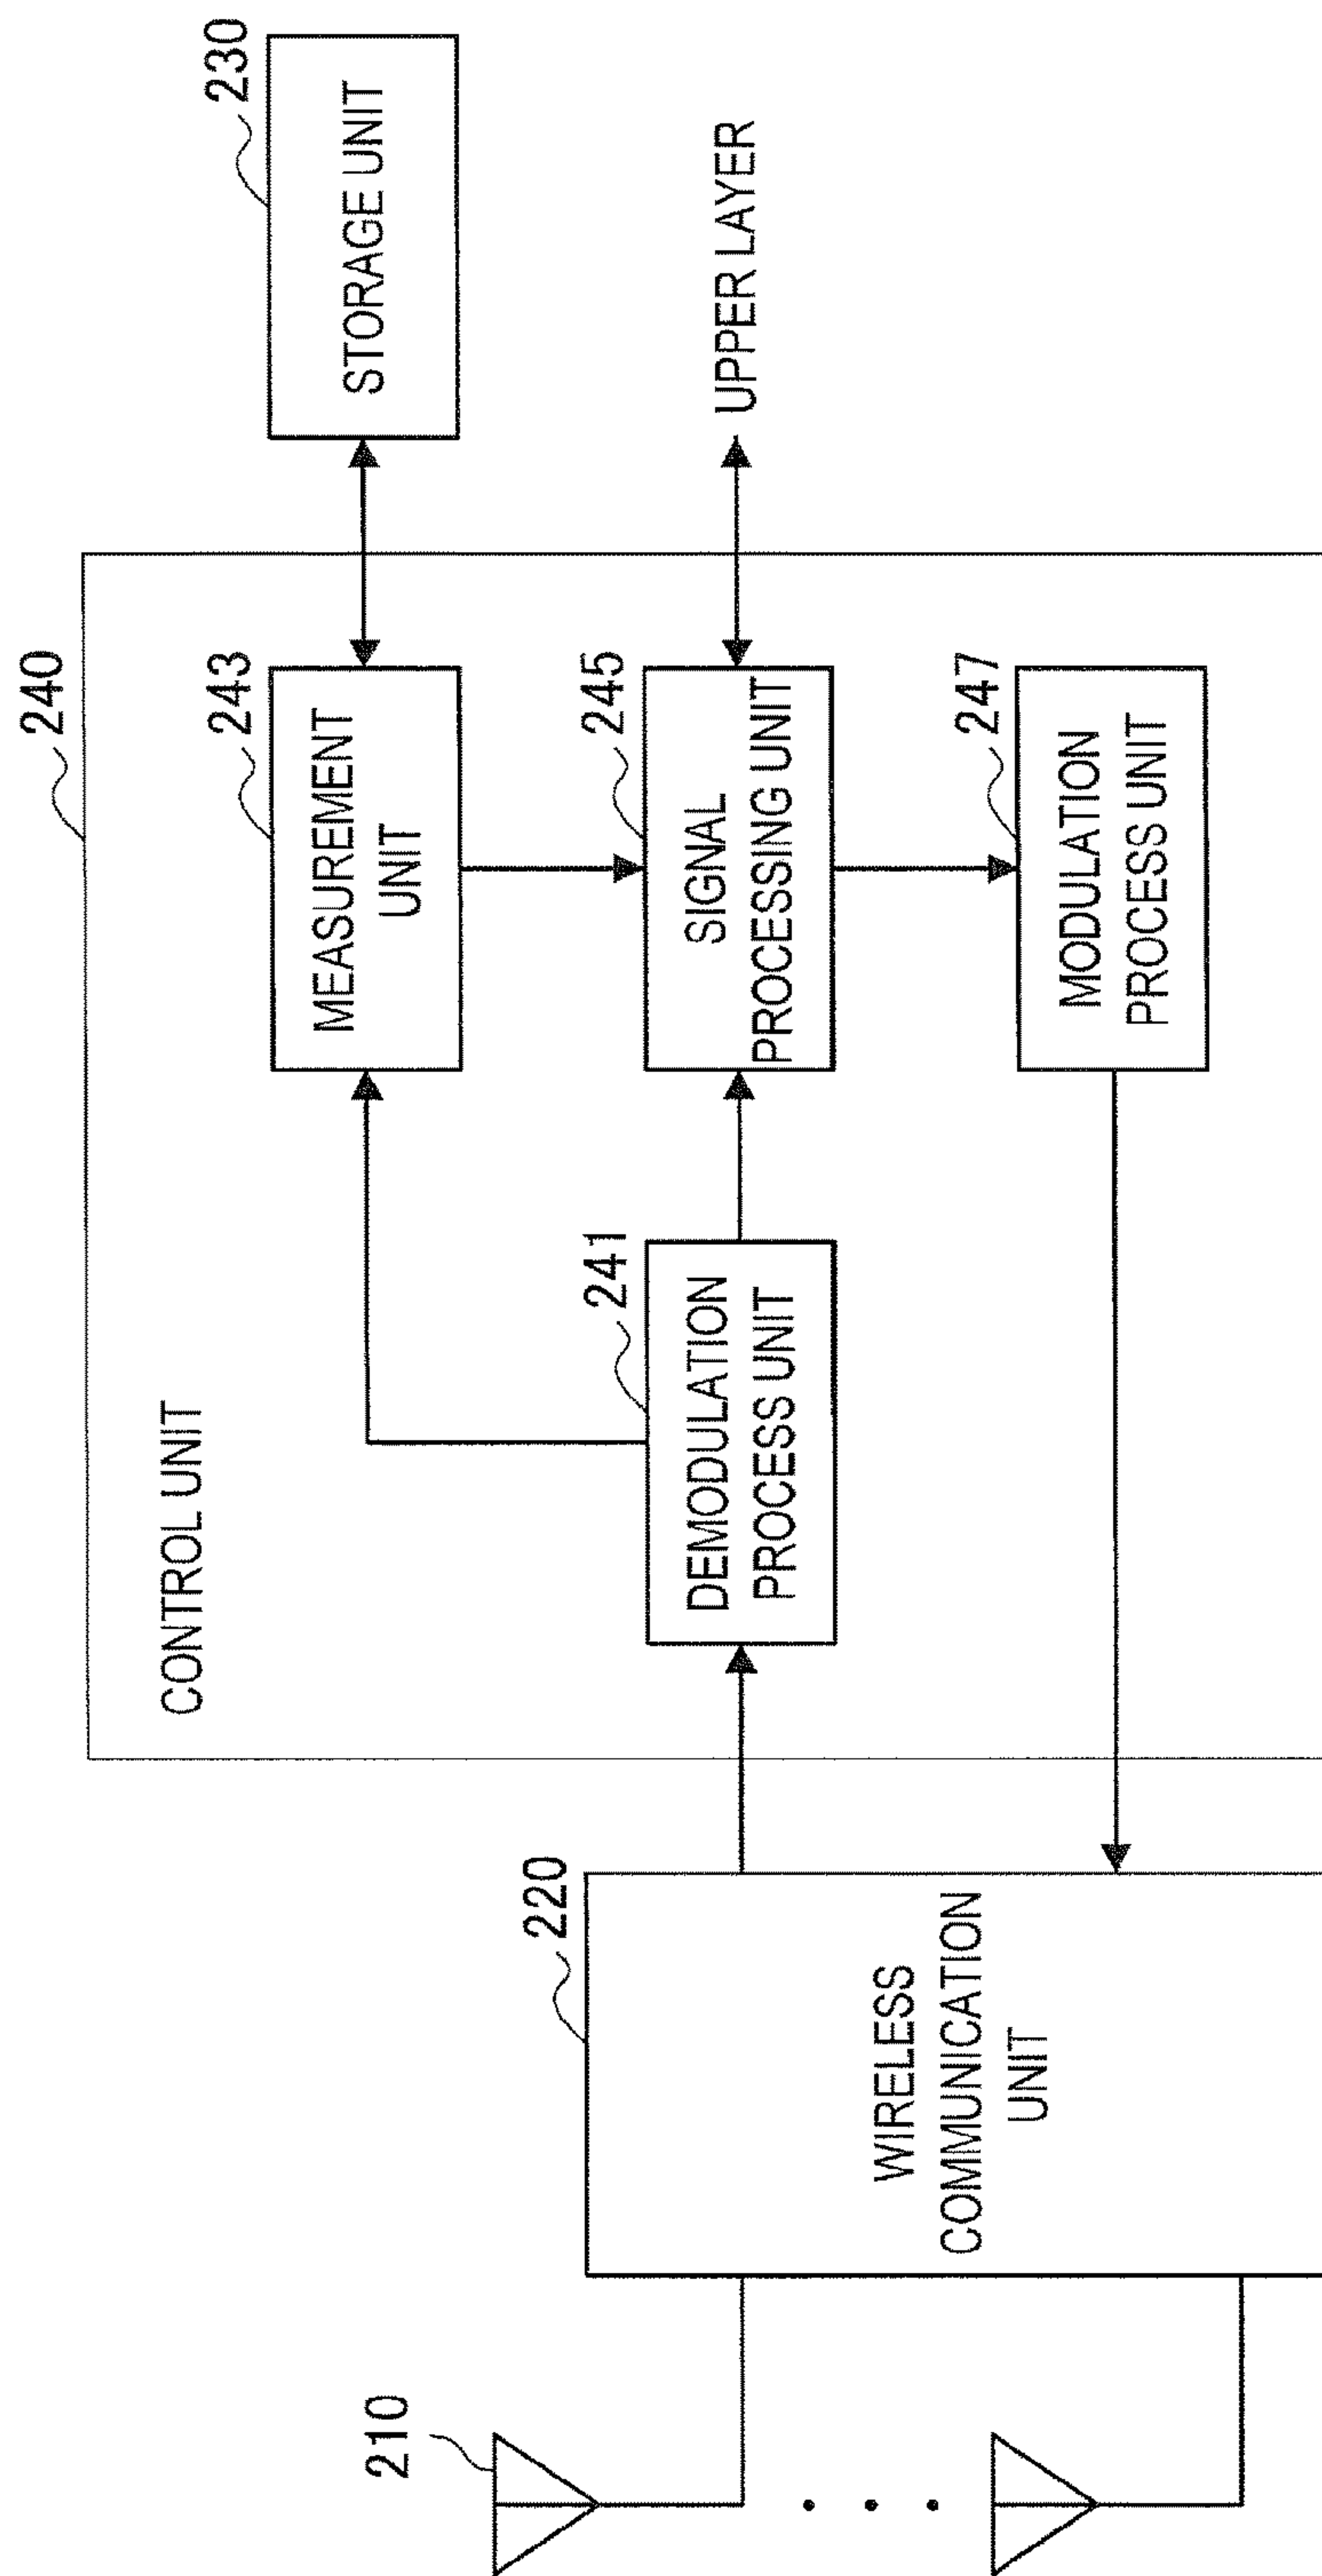 240
CONTROL UNIT
243
230
MEASUREMENT
UNIT
STORAGE UNIT
210
220
241
245
WIRELESS
COMMUNICATION
UNIT
DEMODULATION
PROCESS UNIT
SIGNAL
PROCESSING UNIT
UPPER LAYER
247
MODULATION
PROCESS UNIT